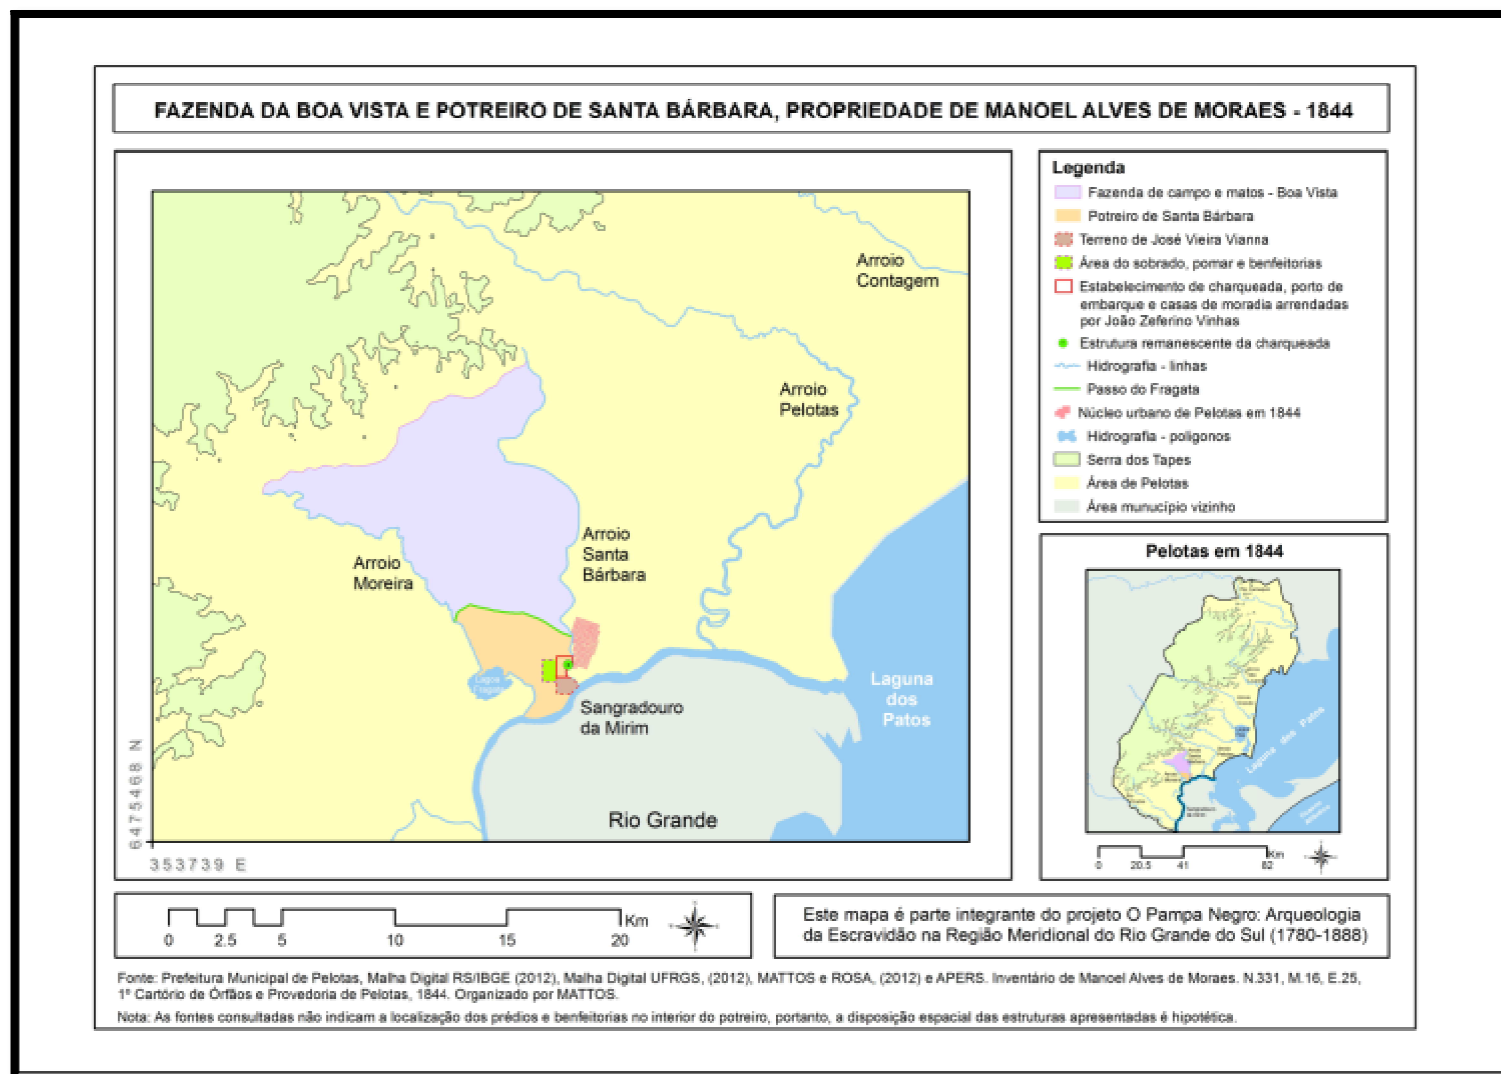 FAZENDA DA BOA VISTA E POTREIRO DE SANTA BÁRBARA, PROPRIEDADE DE MANOEL ALVES DE MORAES - 1844
Arroio
Contagem
Arroio
Pelotas
Arroio
Santa
Bárbara
Arroio
Moreira
Lagoa
Fragata
Sangradouro
da Mirim
Laguna
dos
Patos
Rio Grande
6475468 N
353739 E
Legenda
Fazenda de campo e matos - Boa Vista
Potreiro de Santa Bárbara
Terreno de José Vieira Vianna
Área do sobrado, pomar e benfeitorias
Estabelecimento de charqueada, porto de
embarque e casas de moradia arrendadas
por João Zeferino Vinhas
Estrutura remanescente da charqueada
Hidrografia - linhas
Passo do Fragata
Núcleo urbano de Pelotas em 1844
Hidrografia - poligonos
Serra dos Tapes
Área de Pelotas
Área munucípio vizinho
Pelotas em 1844
Laguna dos Patos
0 20.5 41 82 Km
0 2.5 5 10 15 20 Km
Este mapa é parte integrante do projeto O Pampa Negro: Arqueologia
da Escravidão na Região Meridional do Rio Grande do Sul (1780-1888)
Fonte: Prefeitura Municipal de Pelotas, Malha Digital RS/IBGE (2012), Malha Digital UFRGS, (2012), MATTOS e ROSA, (2012) e APERS. Inventário de Manoel Alves de Moraes. N.331, M.16, E.25,
1º Cartório de Órfãos e Provedoria de Pelotas, 1844. Organizado por MATTOS.
Nota: As fontes consultadas não indicam a localização dos prédios e benfeitorias no interior do potreiro, portanto, a disposição espacial das estruturas apresentadas é hipotética.